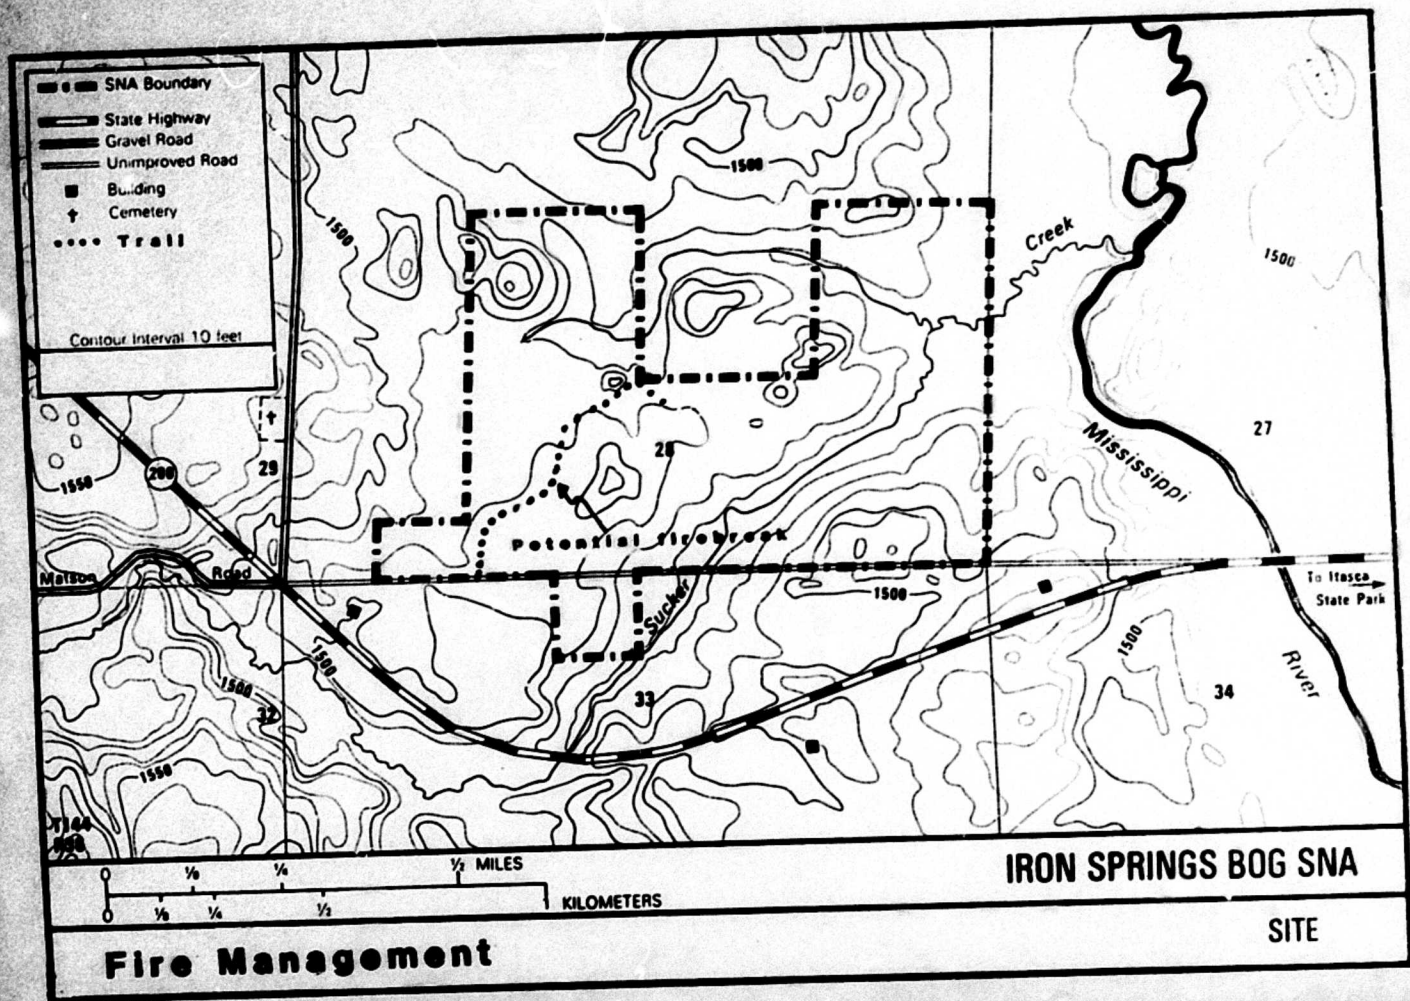 SNA Boundary
State Highway
Gravel Road
Unimproved Road
Building
Cemetery
Trail
Contour Interval 10 feet
1500
1500
Creek
1500
27
Mississippi
28
29
1550
200
Potential firebreak
Matson Road
To Itasca
State Park
1500
Sucker
1500
1500
1500
River
32
33
34
1550
T144
0 1/8 1/4 1/2 MILES
0 1/8 1/4 1/2 KILOMETERS
IRON SPRINGS BOG SNA
SITE
Fire Management